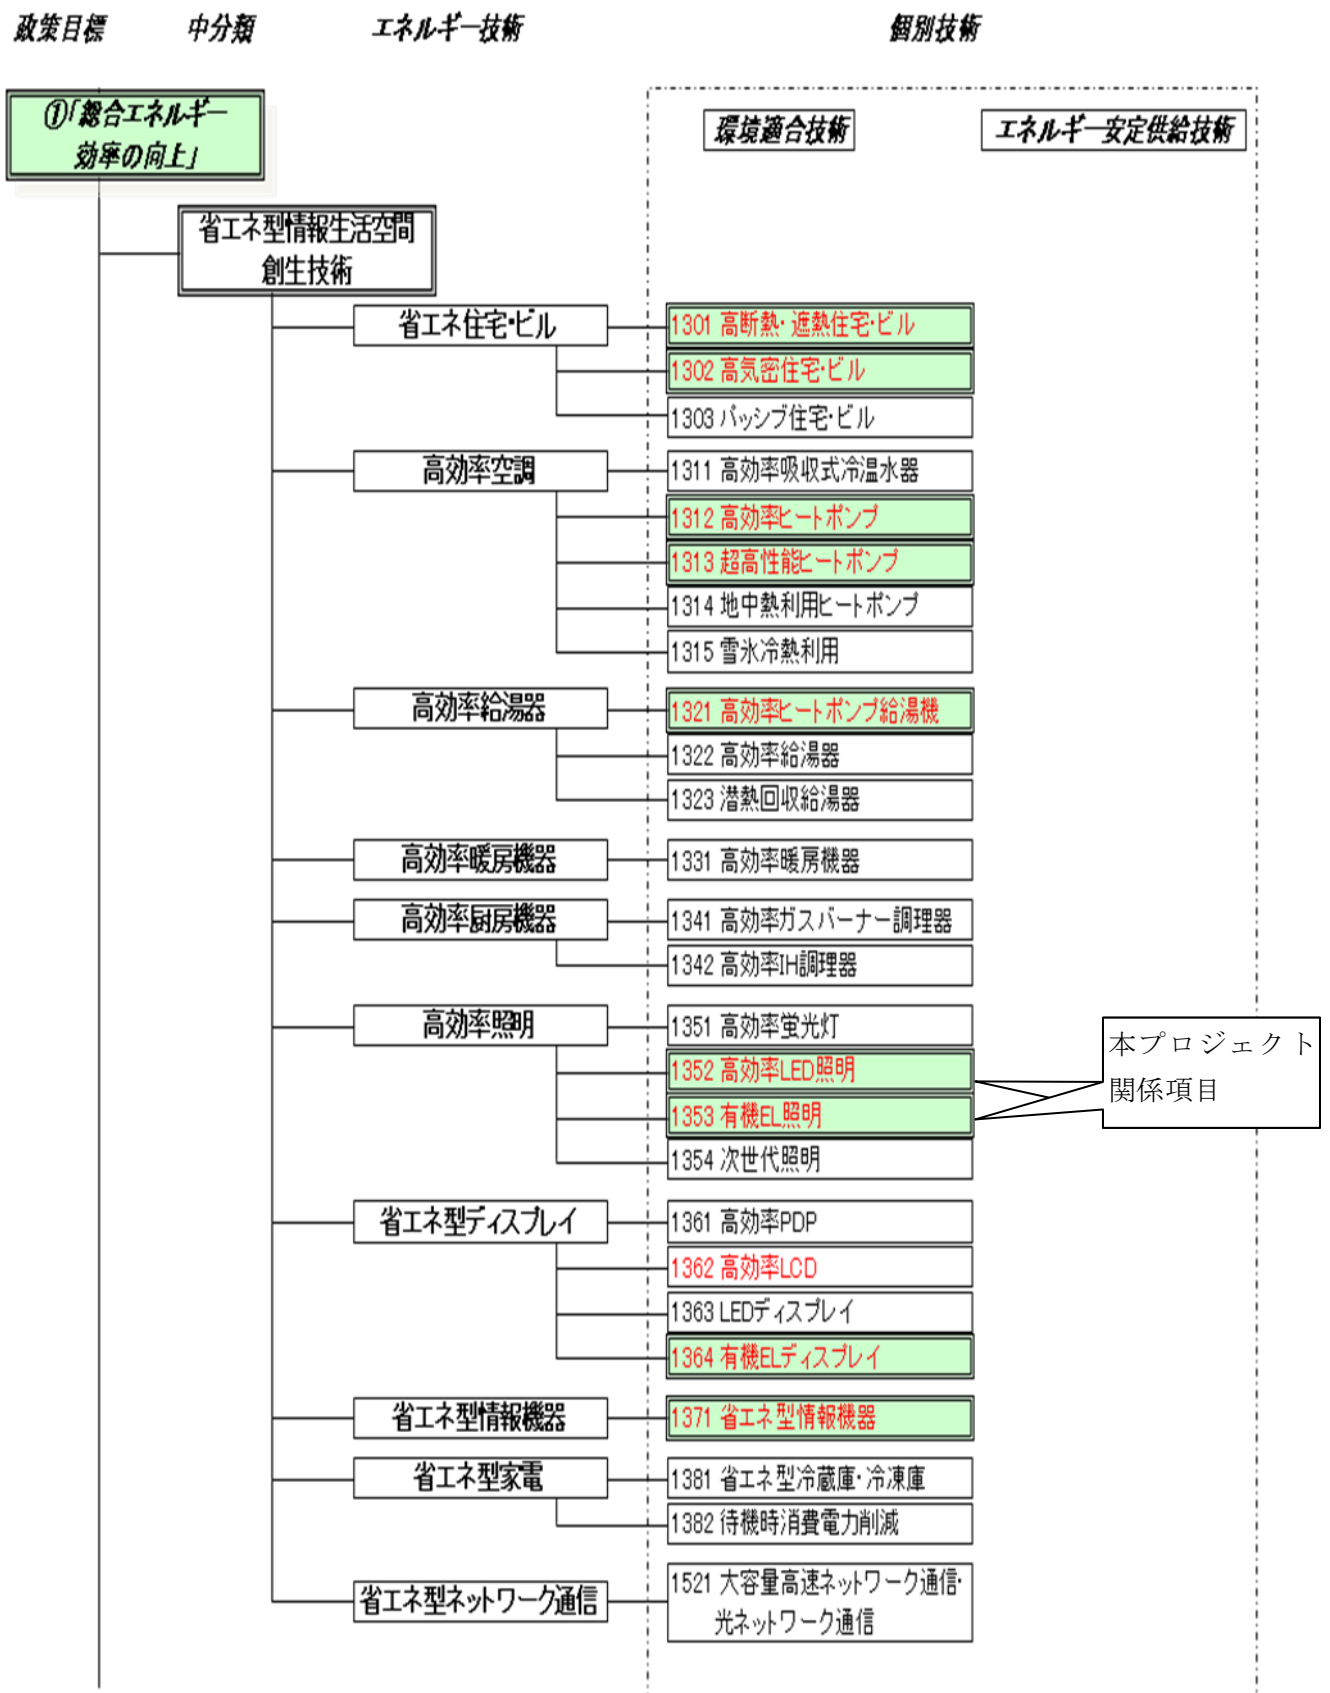 政策目標 中分類 エネルギー技術 個別技術
①「総合エネルギー
効率の向上」
環境適合技術 エネルギー安定供給技術
省エネ型情報生活空間
創生技術
省エネ住宅・ビル
1301 高断熱・遮熱住宅・ビル
1302 高気密住宅・ビル
1303 パッシブ住宅・ビル
高効率空調
1311 高効率吸収式冷温水器
1312 高効率ヒートポンプ
1313 超高性能ヒートポンプ
1314 地中熱利用ヒートポンプ
1315 雪氷冷熱利用
高効率給湯器
1321 高効率ヒートポンプ給湯機
1322 高効率給湯器
1323 潜熱回収給湯器
高効率暖房機器
1331 高効率暖房機器
高効率厨房機器
1341 高効率ガスバーナー調理器
1342 高効率IH調理器
高効率照明
1351 高効率蛍光灯
1352 高効率LED照明
1353 有機EL照明
1354 次世代照明
本プロジェクト
関係項目
省エネ型ディスプレイ
1361 高効率PDP
1362 高効率LCD
1363 LEDディスプレイ
1364 有機ELディスプレイ
省エネ型情報機器
1371 省エネ型情報機器
省エネ型家電
1381 省エネ型冷蔵庫・冷凍庫
1382 待機時消費電力削減
省エネ型ネットワーク通信
1521 大容量高速ネットワーク通信・
光ネットワーク通信